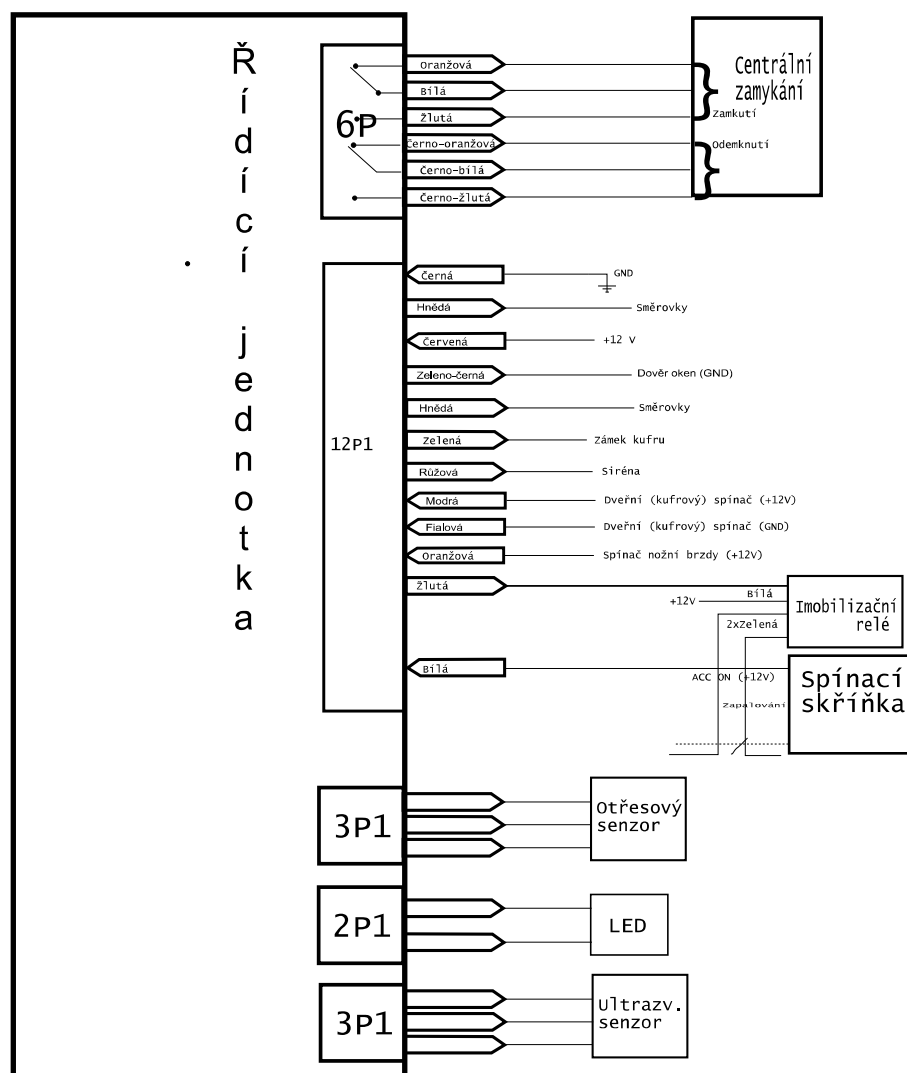 Řídící jednotka
6P
Oranžová
Bílá
Žlutá
Černo-oranžová
Černo-bílá
Černo-žlutá
Centrální
zamykání
Zamkutí
Odemknutí
12P1
Černá
GND
Hnědá
Směrovky
Červená
+12 V
Zeleno-černá
Dověr oken (GND)
Hnědá
Směrovky
Zelená
Zámek kufru
Růžová
Siréna
Modrá
Dveřní (kufrový) spínač (+12V)
Fialová
Dveřní (kufrový) spínač (GND)
Oranžová
Spínač nožní brzdy (+12V)
Žlutá
Bílá
+12V
2xZelená
Imobilizační
relé
Bílá
ACC ON (+12V)
Zapalování
Spínací
skříňka
3P1
Otřesový
senzor
2P1
LED
3P1
Ultrazv.
senzor